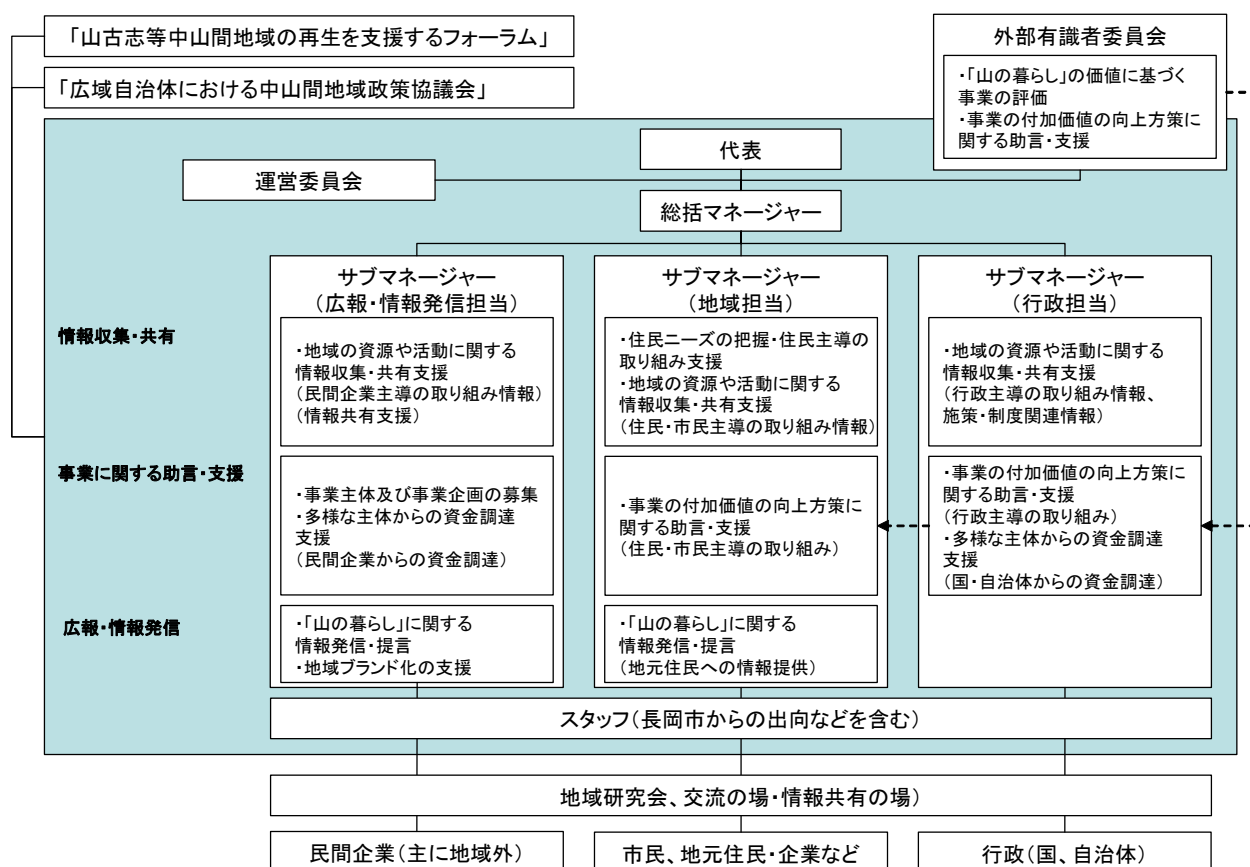 「山古志等中山間地域の再生を支援するフォーラム」
「広域自治体における中山間地域政策協議会」
外部有識者委員会
・「山の暮らし」の価値に基づく
事業の評価
・事業の付加価値の向上方策に
関する助言・支援
代表
運営委員会
総括マネージャー
サブマネージャー
(広報・情報発信担当)
サブマネージャー
(地域担当)
サブマネージャー
(行政担当)
情報収集・共有
・地域の資源や活動に関する
情報収集・共有支援
(民間企業主導の取り組み情報)
(情報共有支援)
・住民ニーズの把握・住民主導の
取り組み支援
・地域の資源や活動に関する
情報収集・共有支援
(住民・市民主導の取り組み情報)
・地域の資源や活動に関する
情報収集・共有支援
(行政主導の取り組み情報、
施策・制度関連情報)
事業に関する助言・支援
・事業主体及び事業企画の募集
・多様な主体からの資金調達
支援
(民間企業からの資金調達)
・事業の付加価値の向上方策に
関する助言・支援
(住民・市民主導の取り組み)
・事業の付加価値の向上方策に
関する助言・支援
(行政主導の取り組み)
・多様な主体からの資金調達
支援
(国・自治体からの資金調達)
広報・情報発信
・「山の暮らし」に関する
情報発信・提言
・地域ブランド化の支援
・「山の暮らし」に関する
情報発信・提言
(地元住民への情報提供)
スタッフ(長岡市からの出向などを含む)
地域研究会、交流の場・情報共有の場)
民間企業(主に地域外)
市民、地元住民・企業など
行政(国、自治体)